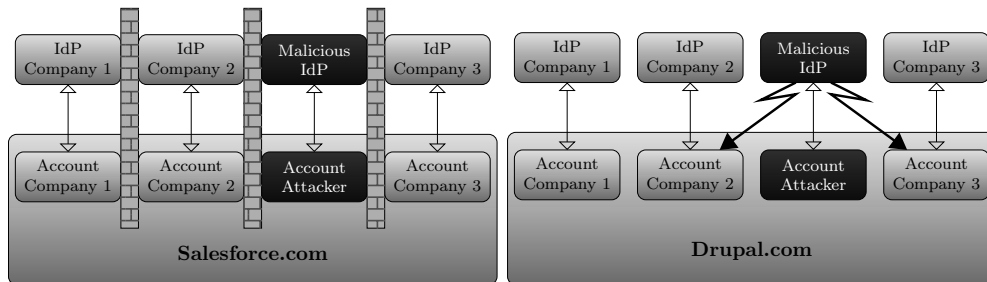 IdP
Company 1
IdP
Company 2
Malicious
IdP
IdP
Company 3
Account
Company 1
Account
Company 2
Account
Attacker
Account
Company 3
Salesforce.com
IdP
Company 1
IdP
Company 2
Malicious
IdP
IdP
Company 3
Account
Company 1
Account
Company 2
Account
Attacker
Account
Company 3
Drupal.com